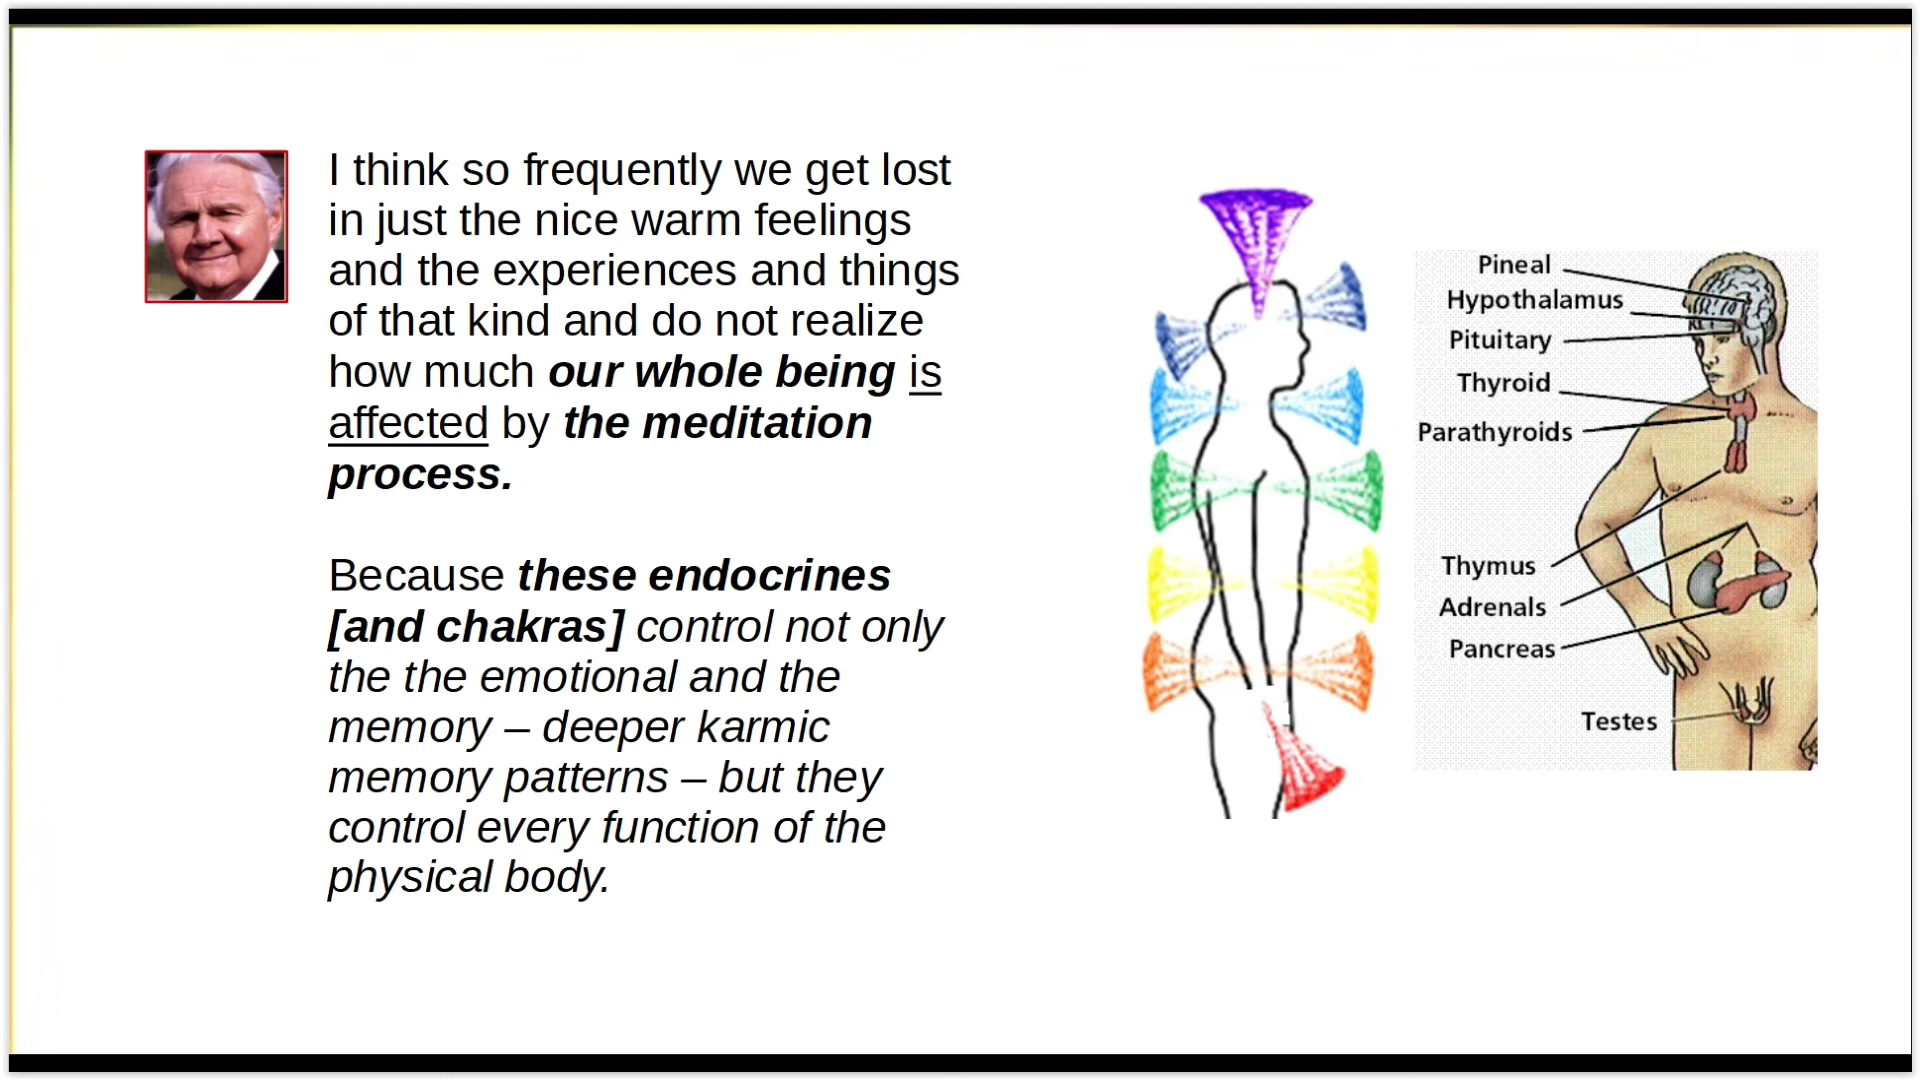 I think so frequently we get lost
in just the nice warm feelings
and the experiences and things
of that kind and do not realize
how much our whole being is
affected by the meditation
process.
Because these endocrines
[and chakras] control not only
the the emotional and the
memory – deeper karmic
memory patterns – but they
control every function of the
physical body.
Pineal
Hypothalamus
Pituitary
Thyroid
Parathyroids
Thymus
Adrenals
Pancreas
Testes